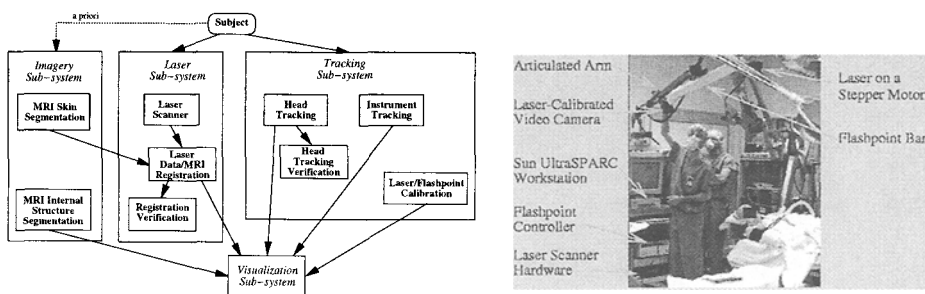 a priori
Subject
Imagery
Sub-system
Laser
Sub-system
Tracking
Sub-system
MRI Skin
Segmentation
Laser
Scanner
Head
Tracking
Instrument
Tracking
Laser Data/MRI
Registration
Head
Tracking
Verification
MRI Internal
Structure
Segmentation
Registration
Verification
Laser/Flashpoint
Calibration
Visualization
Sub-system
Articulated Arm
Laser-Calibrated
Video Camera
Sun UltraSPARC
Workstation
Flashpoint
Controller
Laser Scanner
Hardware
Laser on a
Stepper Motor
Flashpoint Bar